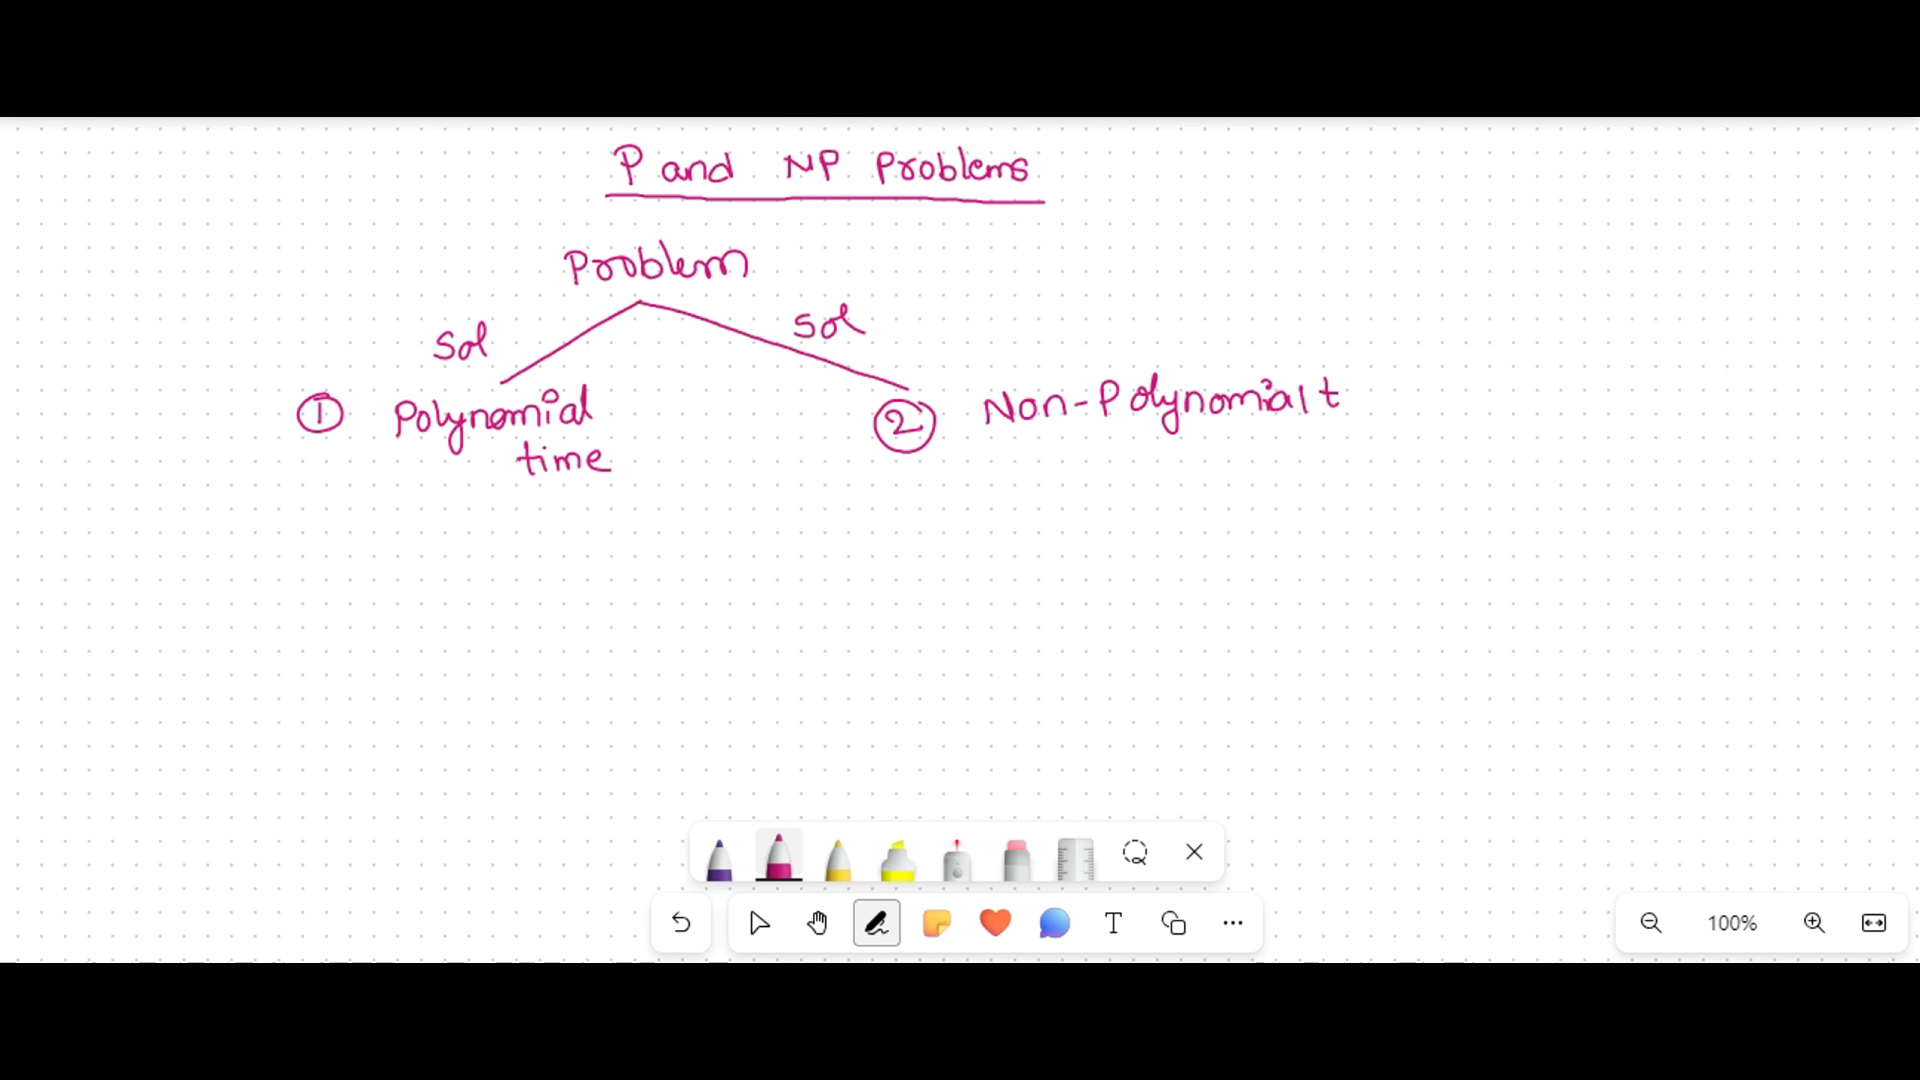 P and NP Problems
Problem
Sol
Sol
① Polynomial
time
② Non-Polynomial t
T
100%